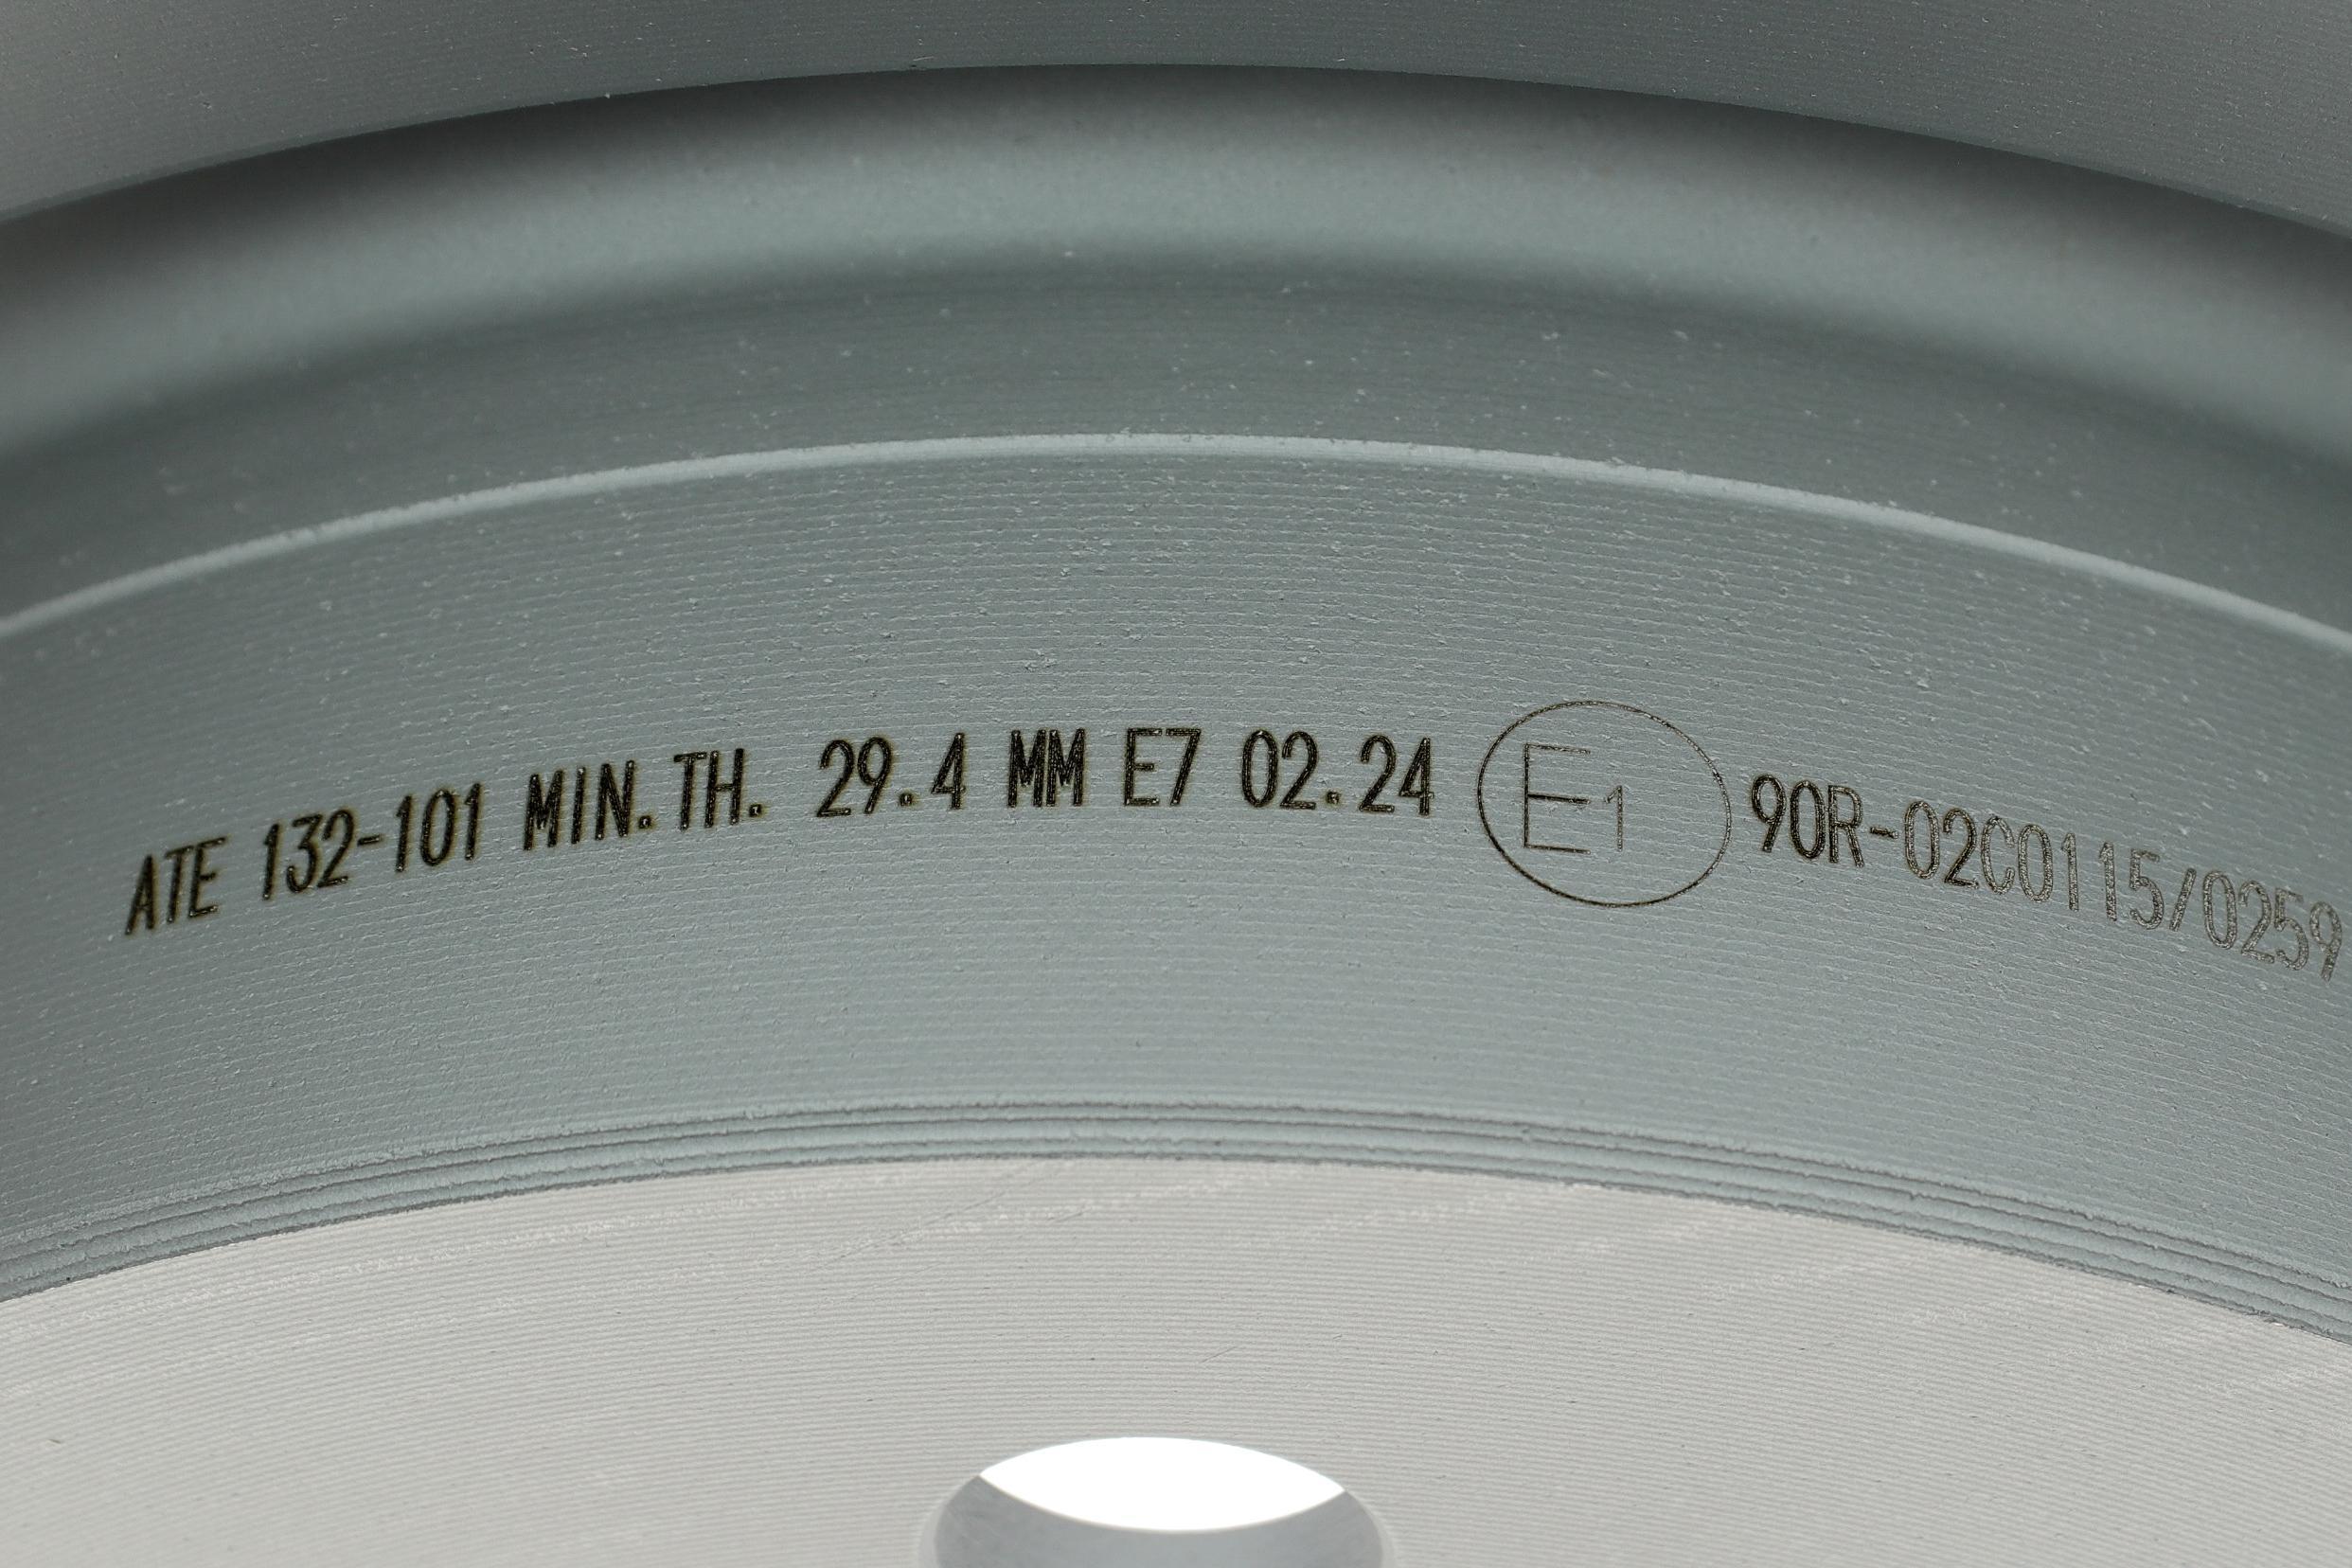 ATE 132-101 MIN.TH. 29.4 MM E7 02.24 E1 90R-02C0115/0259